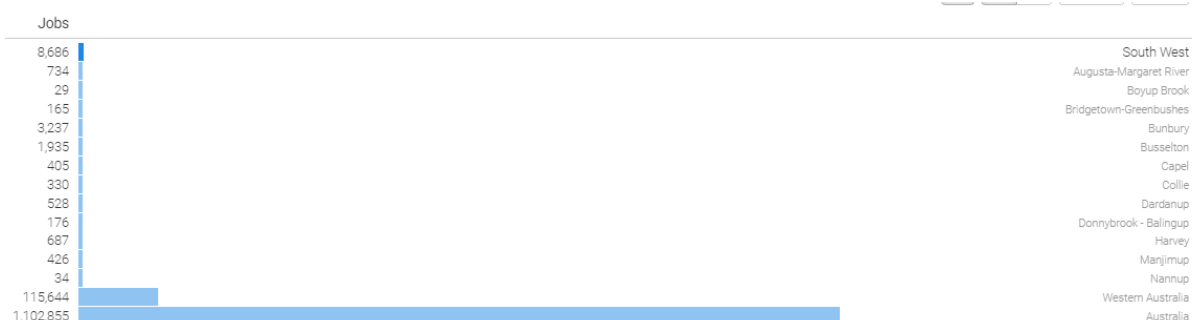 Jobs
8,686 South West
734 Augusta-Margaret River
29 Boyup Brook
165 Bridgetown-Greenbushes
3,237 Bunbury
1,935 Busselton
405 Capel
330 Collie
528 Dardanup
176 Donnybrook - Balingup
687 Harvey
426 Manjimup
34 Nannup
115,644 Western Australia
1,102,855 Australia